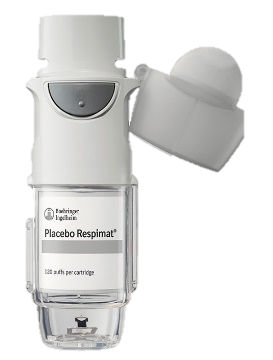 Boehringer
Ingelheim
Placebo Respimat®
120 puffs per cartridge